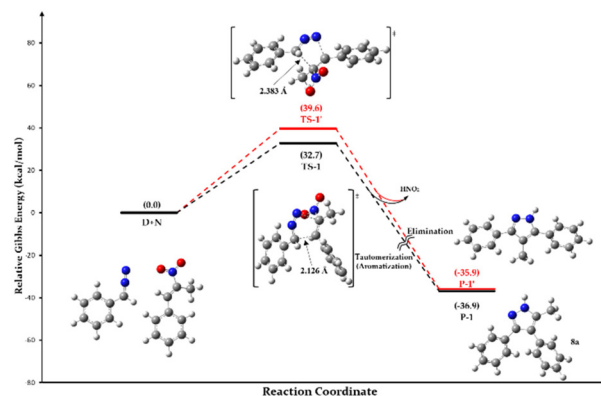 Relative Gibbs Energy (kcal/mol)
80
60
40
20
0
-20
-40
-60
-80
‡
2.383 Å
(39.6)
TS-1'
(32.7)
TS-1
(0.0)
D+N
‡
2.126 Å
HNO₂
Elimination
Tautomerization
(Aromatization)
(-35.9)
P-1'
(-36.9)
P-1
8a
Reaction Coordinate